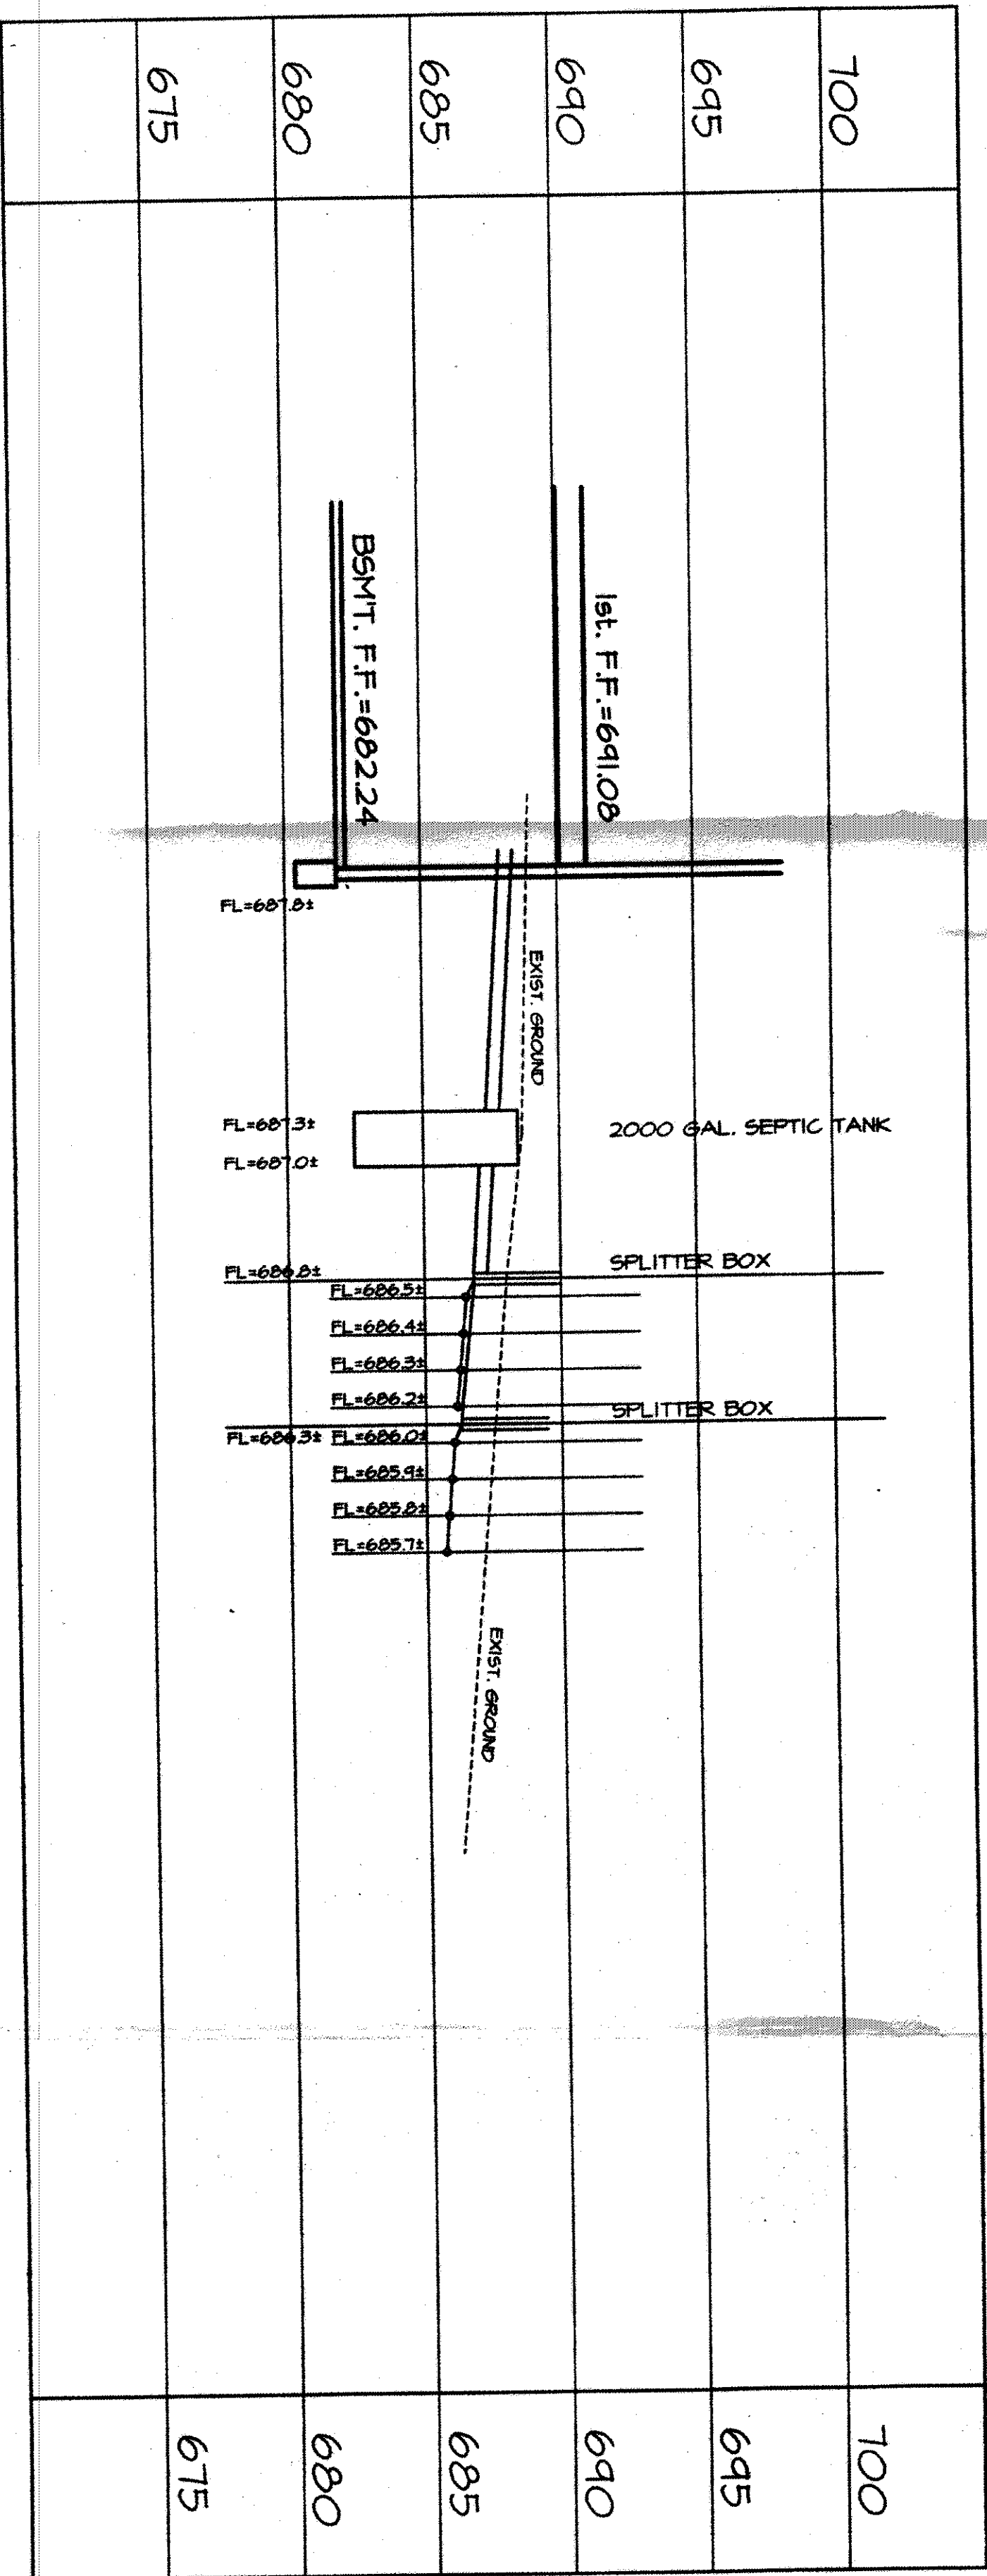 700
695
690
685
680
675
1st. F.F.=691.08
BSM'T. F.F.=682.24
FL=687.8±
EXIST. GROUND
FL=687.3±
2000 GAL. SEPTIC TANK
FL=687.0±
SPLITTER BOX
FL=686.8±
FL=686.5±
FL=686.4±
FL=686.3±
FL=686.2±
SPLITTER BOX
FL=686.3± FL=686.0±
FL=685.9±
FL=685.8±
FL=685.7±
EXIST. GROUND
700
695
690
685
680
675